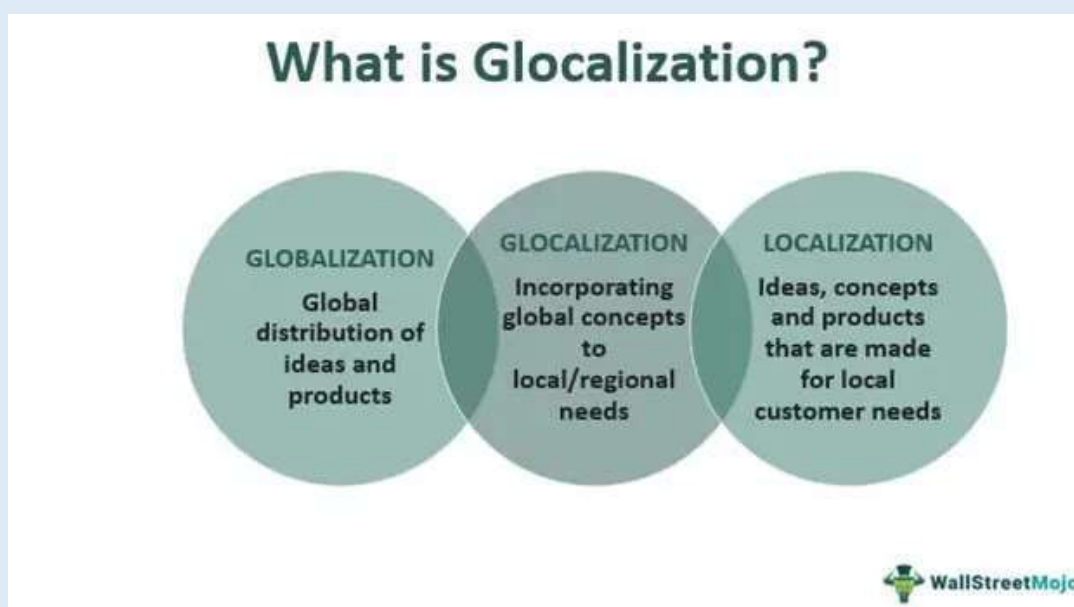 What is Glocalization?
GLOBALIZATION
Global
distribution of
ideas and
products
GLOCALIZATION
Incorporating
global concepts
to
local/regional
needs
LOCALIZATION
Ideas, concepts
and products
that are made
for local
customer needs
WallStreetMojo